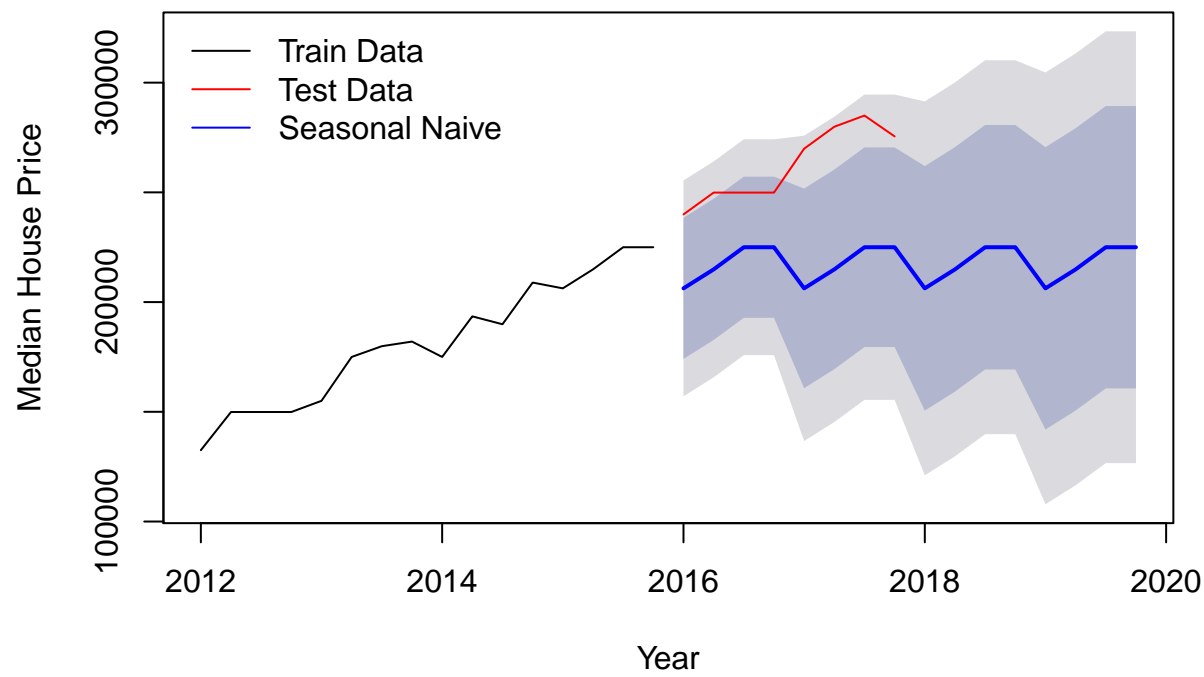 Train Data
Test Data
Seasonal Naive
Median House Price
300000
200000
100000
2012 2014 2016 2018 2020
Year